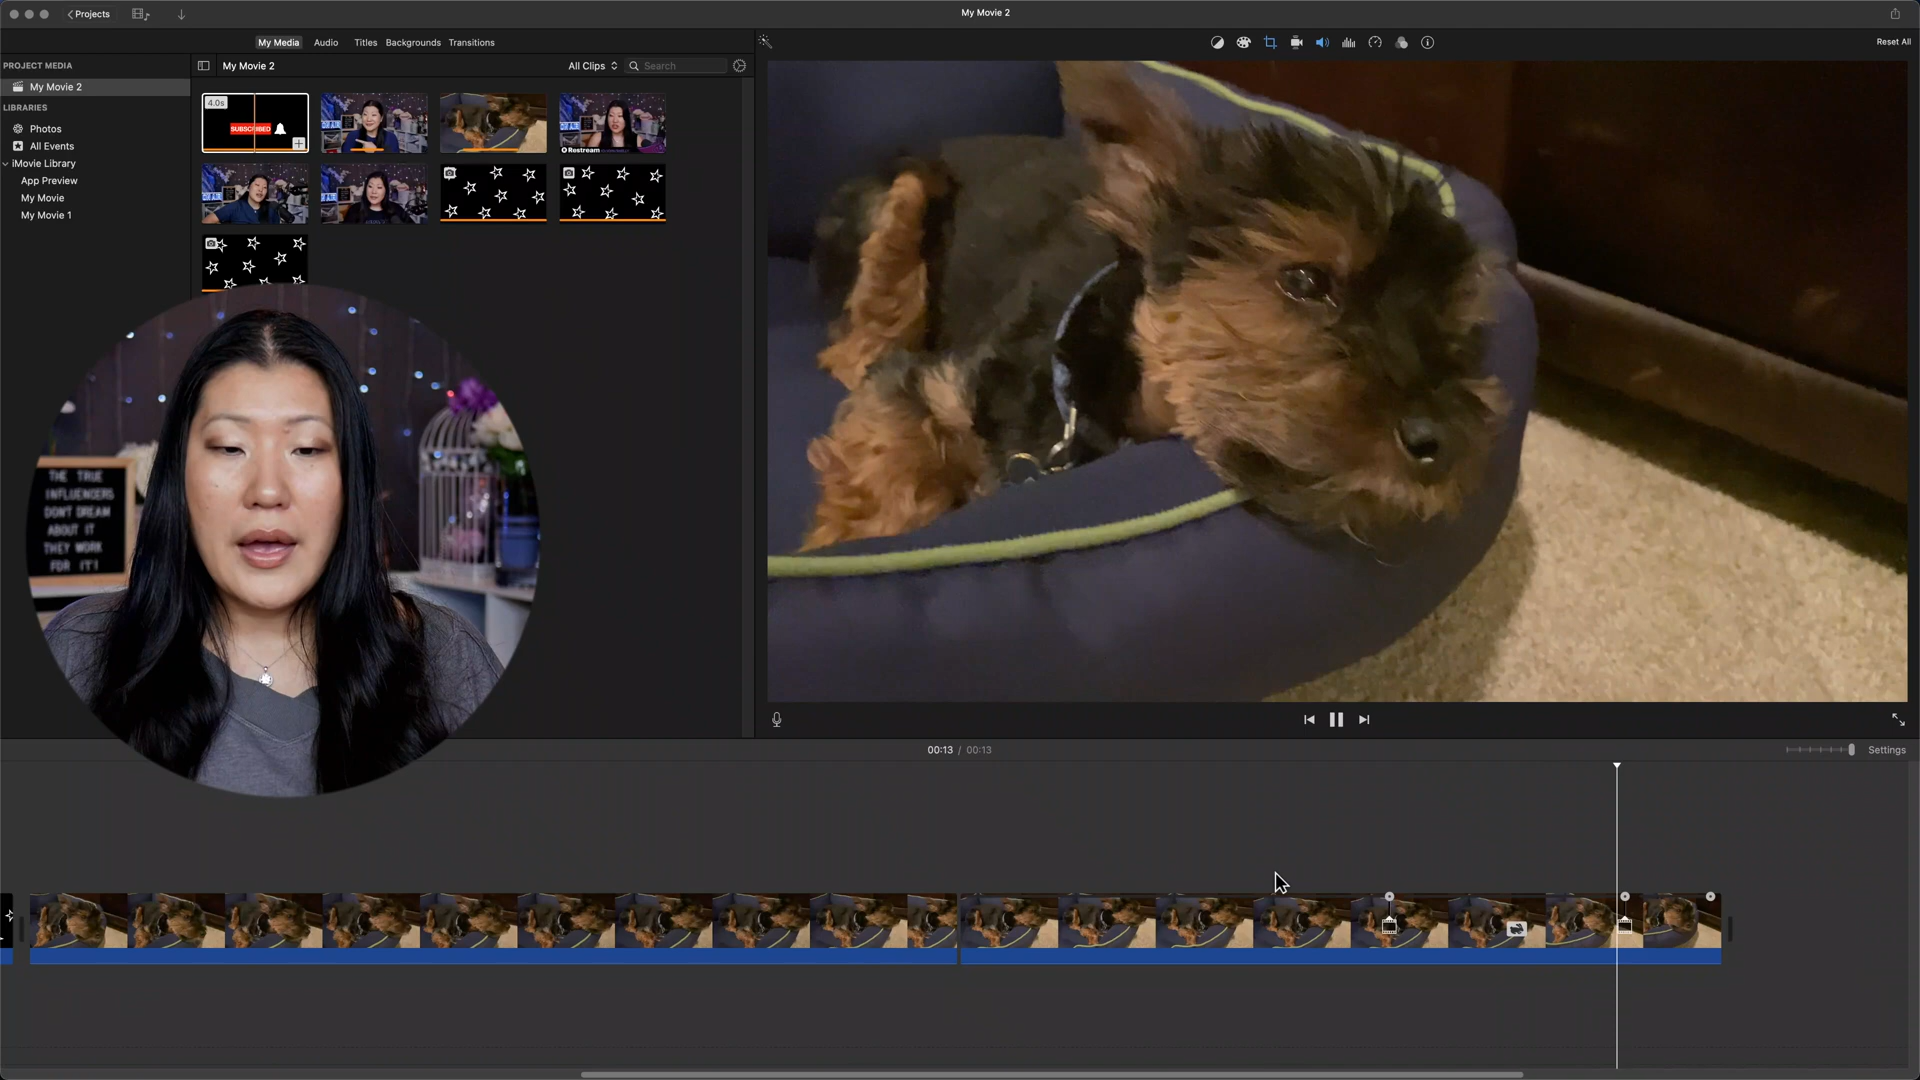 Projects
My Movie 2
My Media Audio Titles Backgrounds Transitions
Reset All
PROJECT MEDIA
My Movie 2
All Clips
Search
My Movie 2
LIBRARIES
4.0s
SUBSCRIBED
Restream
Photos
All Events
iMovie Library
App Preview
My Movie
My Movie 1
THE TRUE
INFLUENCERS
DON'T DREAM
ABOUT IT
THEY WORK
FOR IT!
00:13 / 00:13
Settings